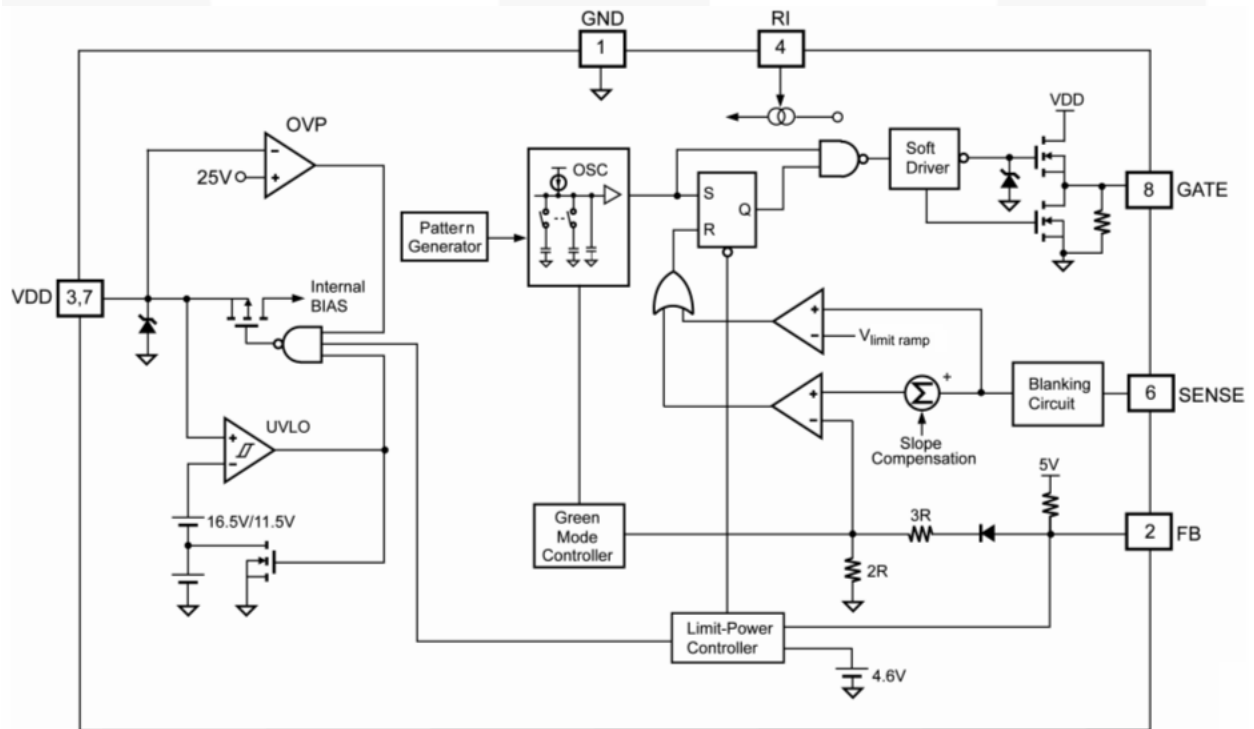 GND
1
RI
4
VDD
OVP
25V
-
+
OSC
Soft
Driver
8
GATE
S
Q
R
Pattern
Generator
VDD
3,7
Internal
BIAS
+
-
V limit ramp
+
-
Σ
+
Blanking
Circuit
6
SENSE
Slope
Compensation
UVLO
+
-
16.5V/11.5V
5V
Green
Mode
Controller
3R
2
FB
2R
Limit-Power
Controller
4.6V